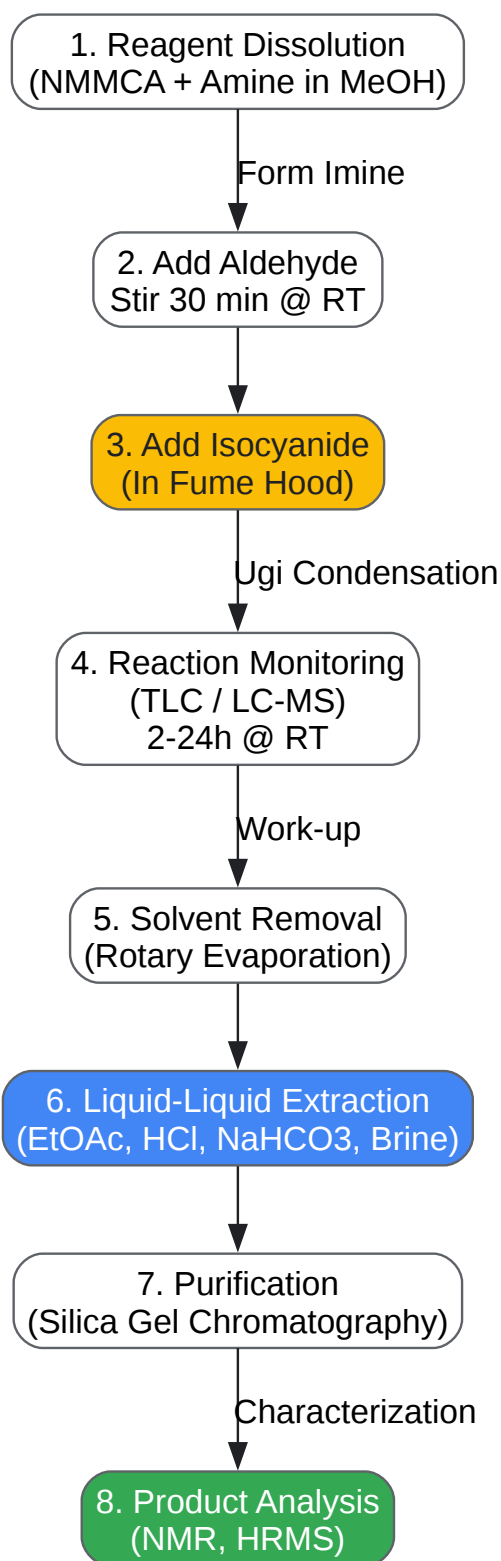 1. Reagent Dissolution
(NMMCA + Amine in MeOH)
Form Imine
2. Add Aldehyde
Stir 30 min @ RT
3. Add Isocyanide
(In Fume Hood)
Ugi Condensation
4. Reaction Monitoring
(TLC / LC-MS)
2-24h @ RT
Work-up
5. Solvent Removal
(Rotary Evaporation)
6. Liquid-Liquid Extraction
(EtOAc, HCl, NaHCO3, Brine)
7. Purification
(Silica Gel Chromatography)
Characterization
8. Product Analysis
(NMR, HRMS)